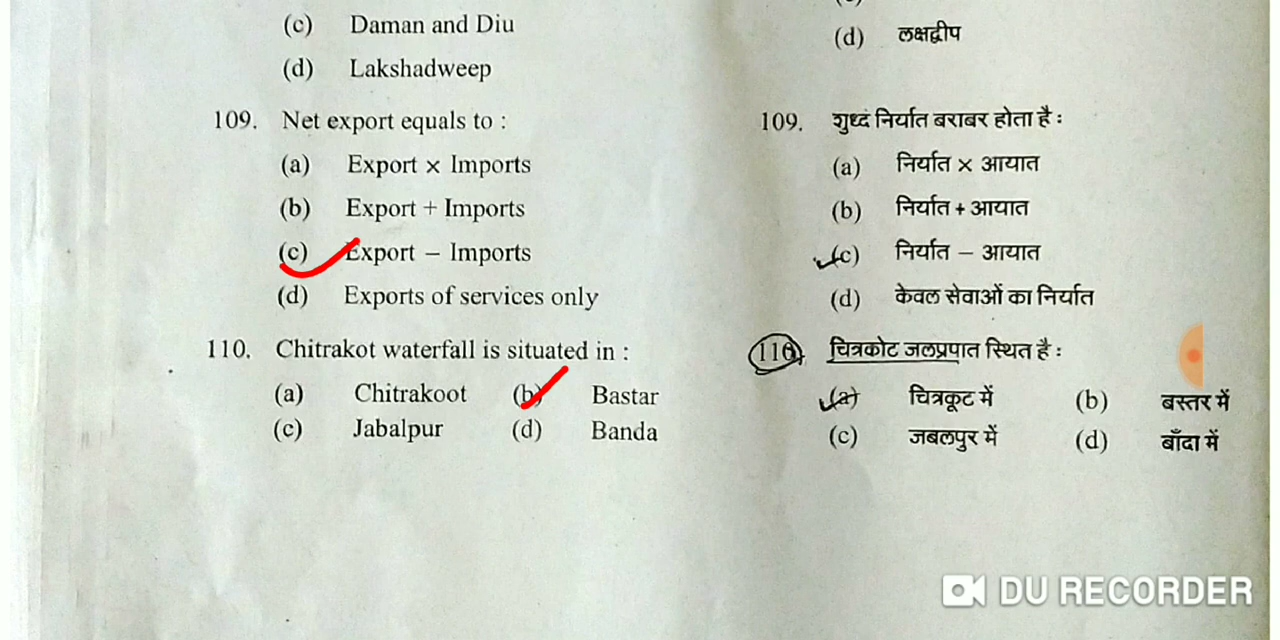 (c) Daman and Diu
(d) Lakshadweep
109. Net export equals to :
(a) Export × Imports
(b) Export + Imports
(c) Export – Imports
(d) Exports of services only
110. Chitrakot waterfall is situated in :
(a) Chitrakoot (b) Bastar
(c) Jabalpur (d) Banda
(d) लक्षद्वीप
109. शुध्द निर्यात बराबर होता है :
(a) निर्यात × आयात
(b) निर्यात + आयात
(c) निर्यात – आयात
(d) केवल सेवाओं का निर्यात
110. चित्रकोट जलप्रपात स्थित है :
(a) चित्रकूट में (b) बस्तर में
(c) जबलपुर में (d) बाँदा में
DU RECORDER